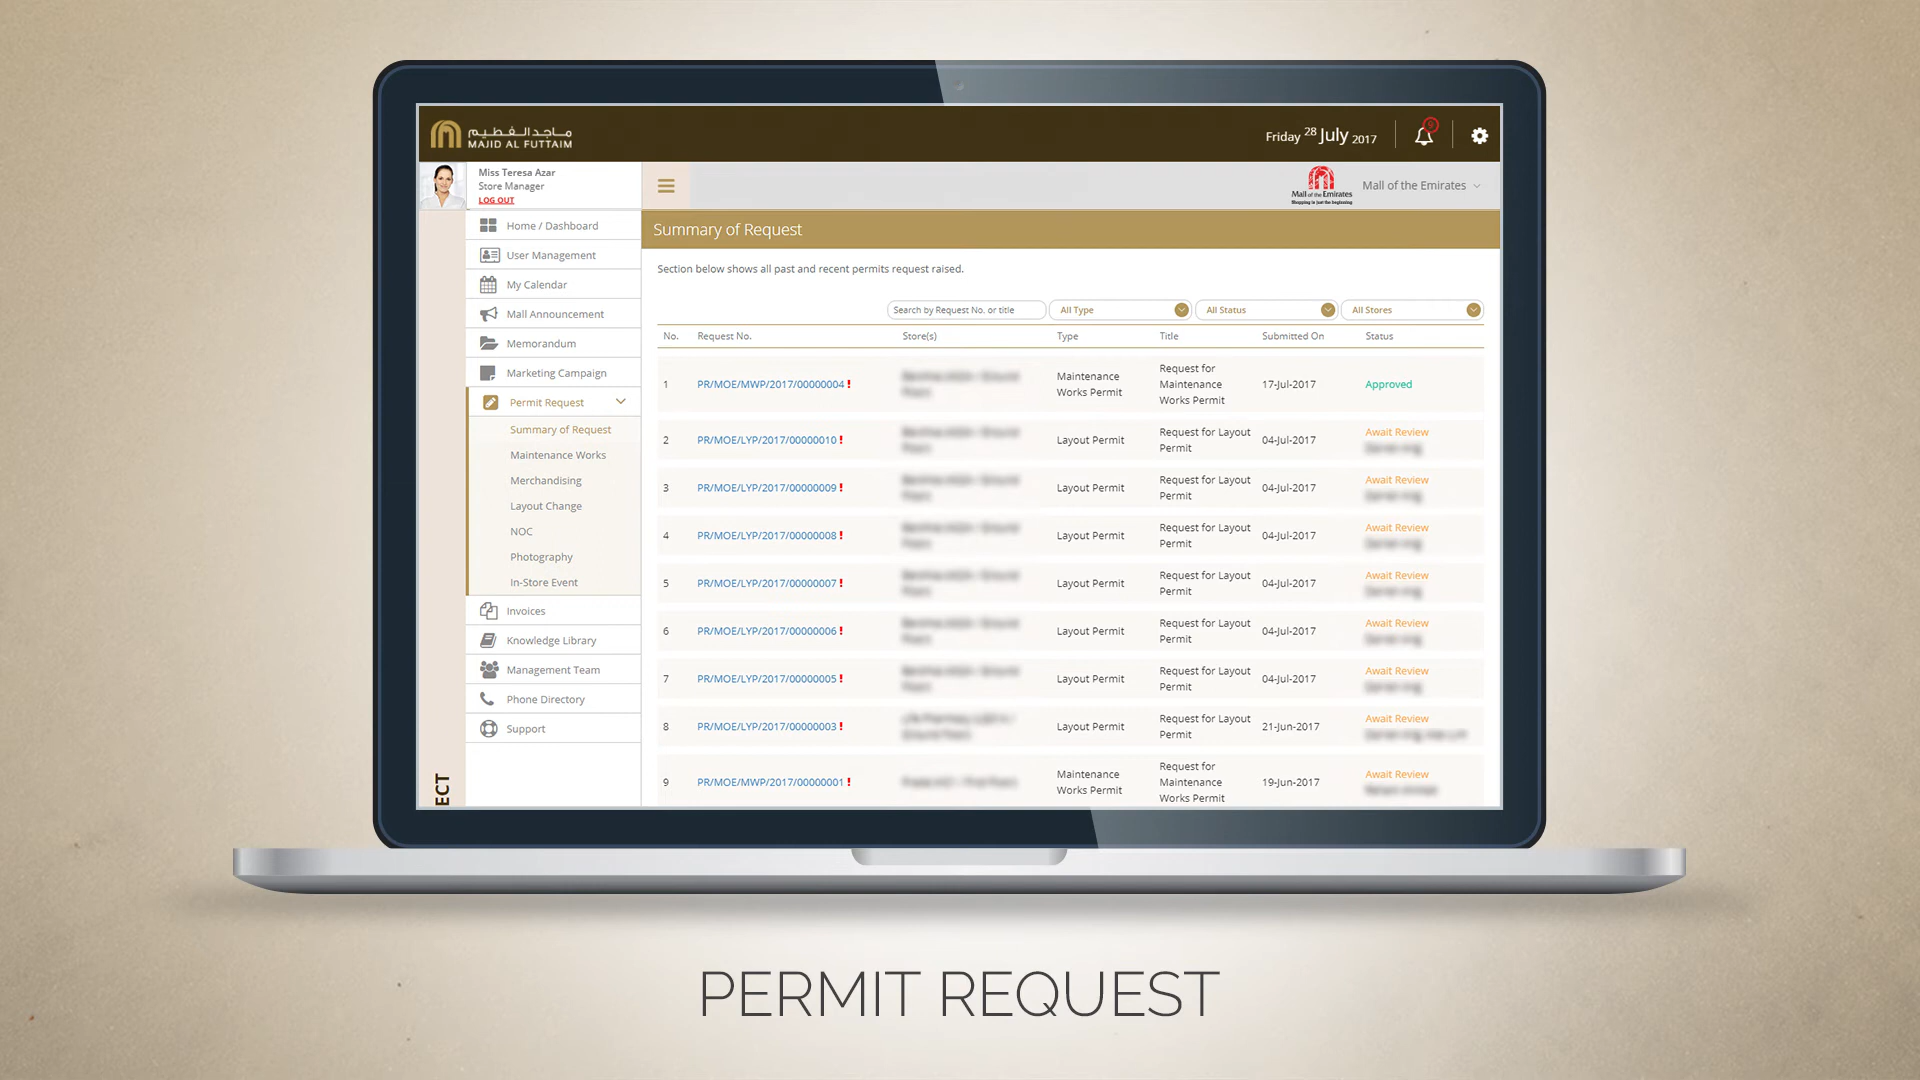 ماجد الفطيم
MAJID AL FUTTAIM
Friday 28 July 2017
Miss Teresa Azar
Store Manager
LOG OUT
Mall of the Emirates
Shopping is just the beginning
Mall of the Emirates
Home / Dashboard
User Management
My Calendar
Mall Announcement
Memorandum
Marketing Campaign
Permit Request
Summary of Request
Maintenance Works
Merchandising
Layout Change
NOC
Photography
In-Store Event
Invoices
Knowledge Library
Management Team
Phone Directory
Support
ECT
Summary of Request
Section below shows all past and recent permits request raised.
Search by Request No. or title All Type All Status All Stores
No. Request No. Store(s) Type Title Submitted On Status
1 PR/MOE/MWP/2017/00000004 ! Maintenance Works Permit Request for Maintenance Works Permit 17-Jul-2017 Approved
2 PR/MOE/LYP/2017/00000010 ! Layout Permit Request for Layout Permit 04-Jul-2017 Await Review
3 PR/MOE/LYP/2017/00000009 ! Layout Permit Request for Layout Permit 04-Jul-2017 Await Review
4 PR/MOE/LYP/2017/00000008 ! Layout Permit Request for Layout Permit 04-Jul-2017 Await Review
5 PR/MOE/LYP/2017/00000007 ! Layout Permit Request for Layout Permit 04-Jul-2017 Await Review
6 PR/MOE/LYP/2017/00000006 ! Layout Permit Request for Layout Permit 04-Jul-2017 Await Review
7 PR/MOE/LYP/2017/00000005 ! Layout Permit Request for Layout Permit 04-Jul-2017 Await Review
8 PR/MOE/LYP/2017/00000003 ! Layout Permit Request for Layout Permit 21-Jun-2017 Await Review
9 PR/MOE/MWP/2017/00000001 ! Maintenance Works Permit Request for Maintenance Works Permit 19-Jun-2017 Await Review
PERMIT REQUEST